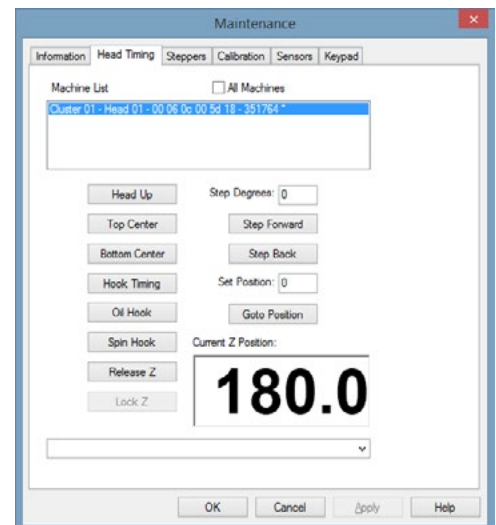 Maintenance
Information Head Timing Steppers Calibration Sensors Keypad
Machine List All Machines
Cluster 01 - Head 01 - 00 06 0c 00 5d 18 - 351764 *
Head Up Step Degrees: 0
Top Center Step Forward
Bottom Center Step Back
Hook Timing Set Position: 0
Oil Hook Goto Position
Spin Hook Current Z Position:
Release Z 180.0
Lock Z
OK Cancel Apply Help